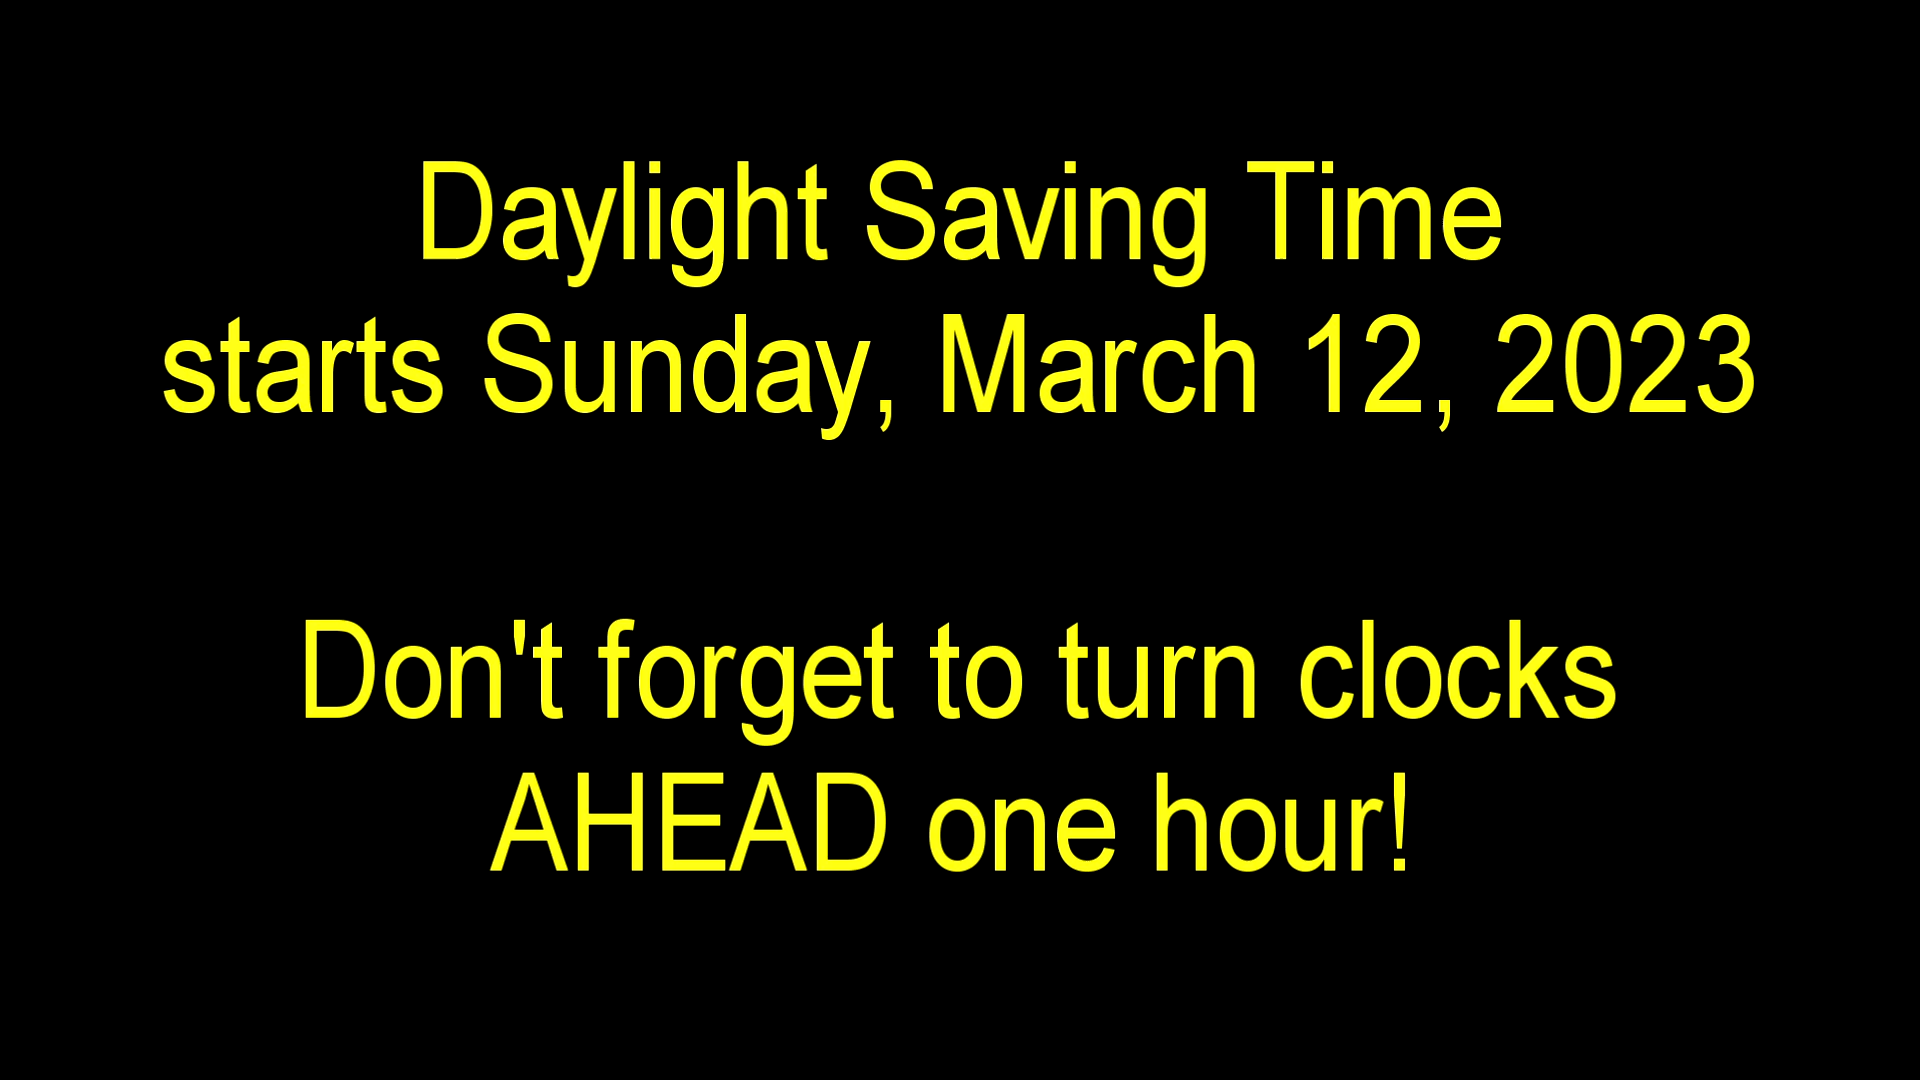 Daylight Saving Time
starts Sunday, March 12, 2023
Don't forget to turn clocks
AHEAD one hour!